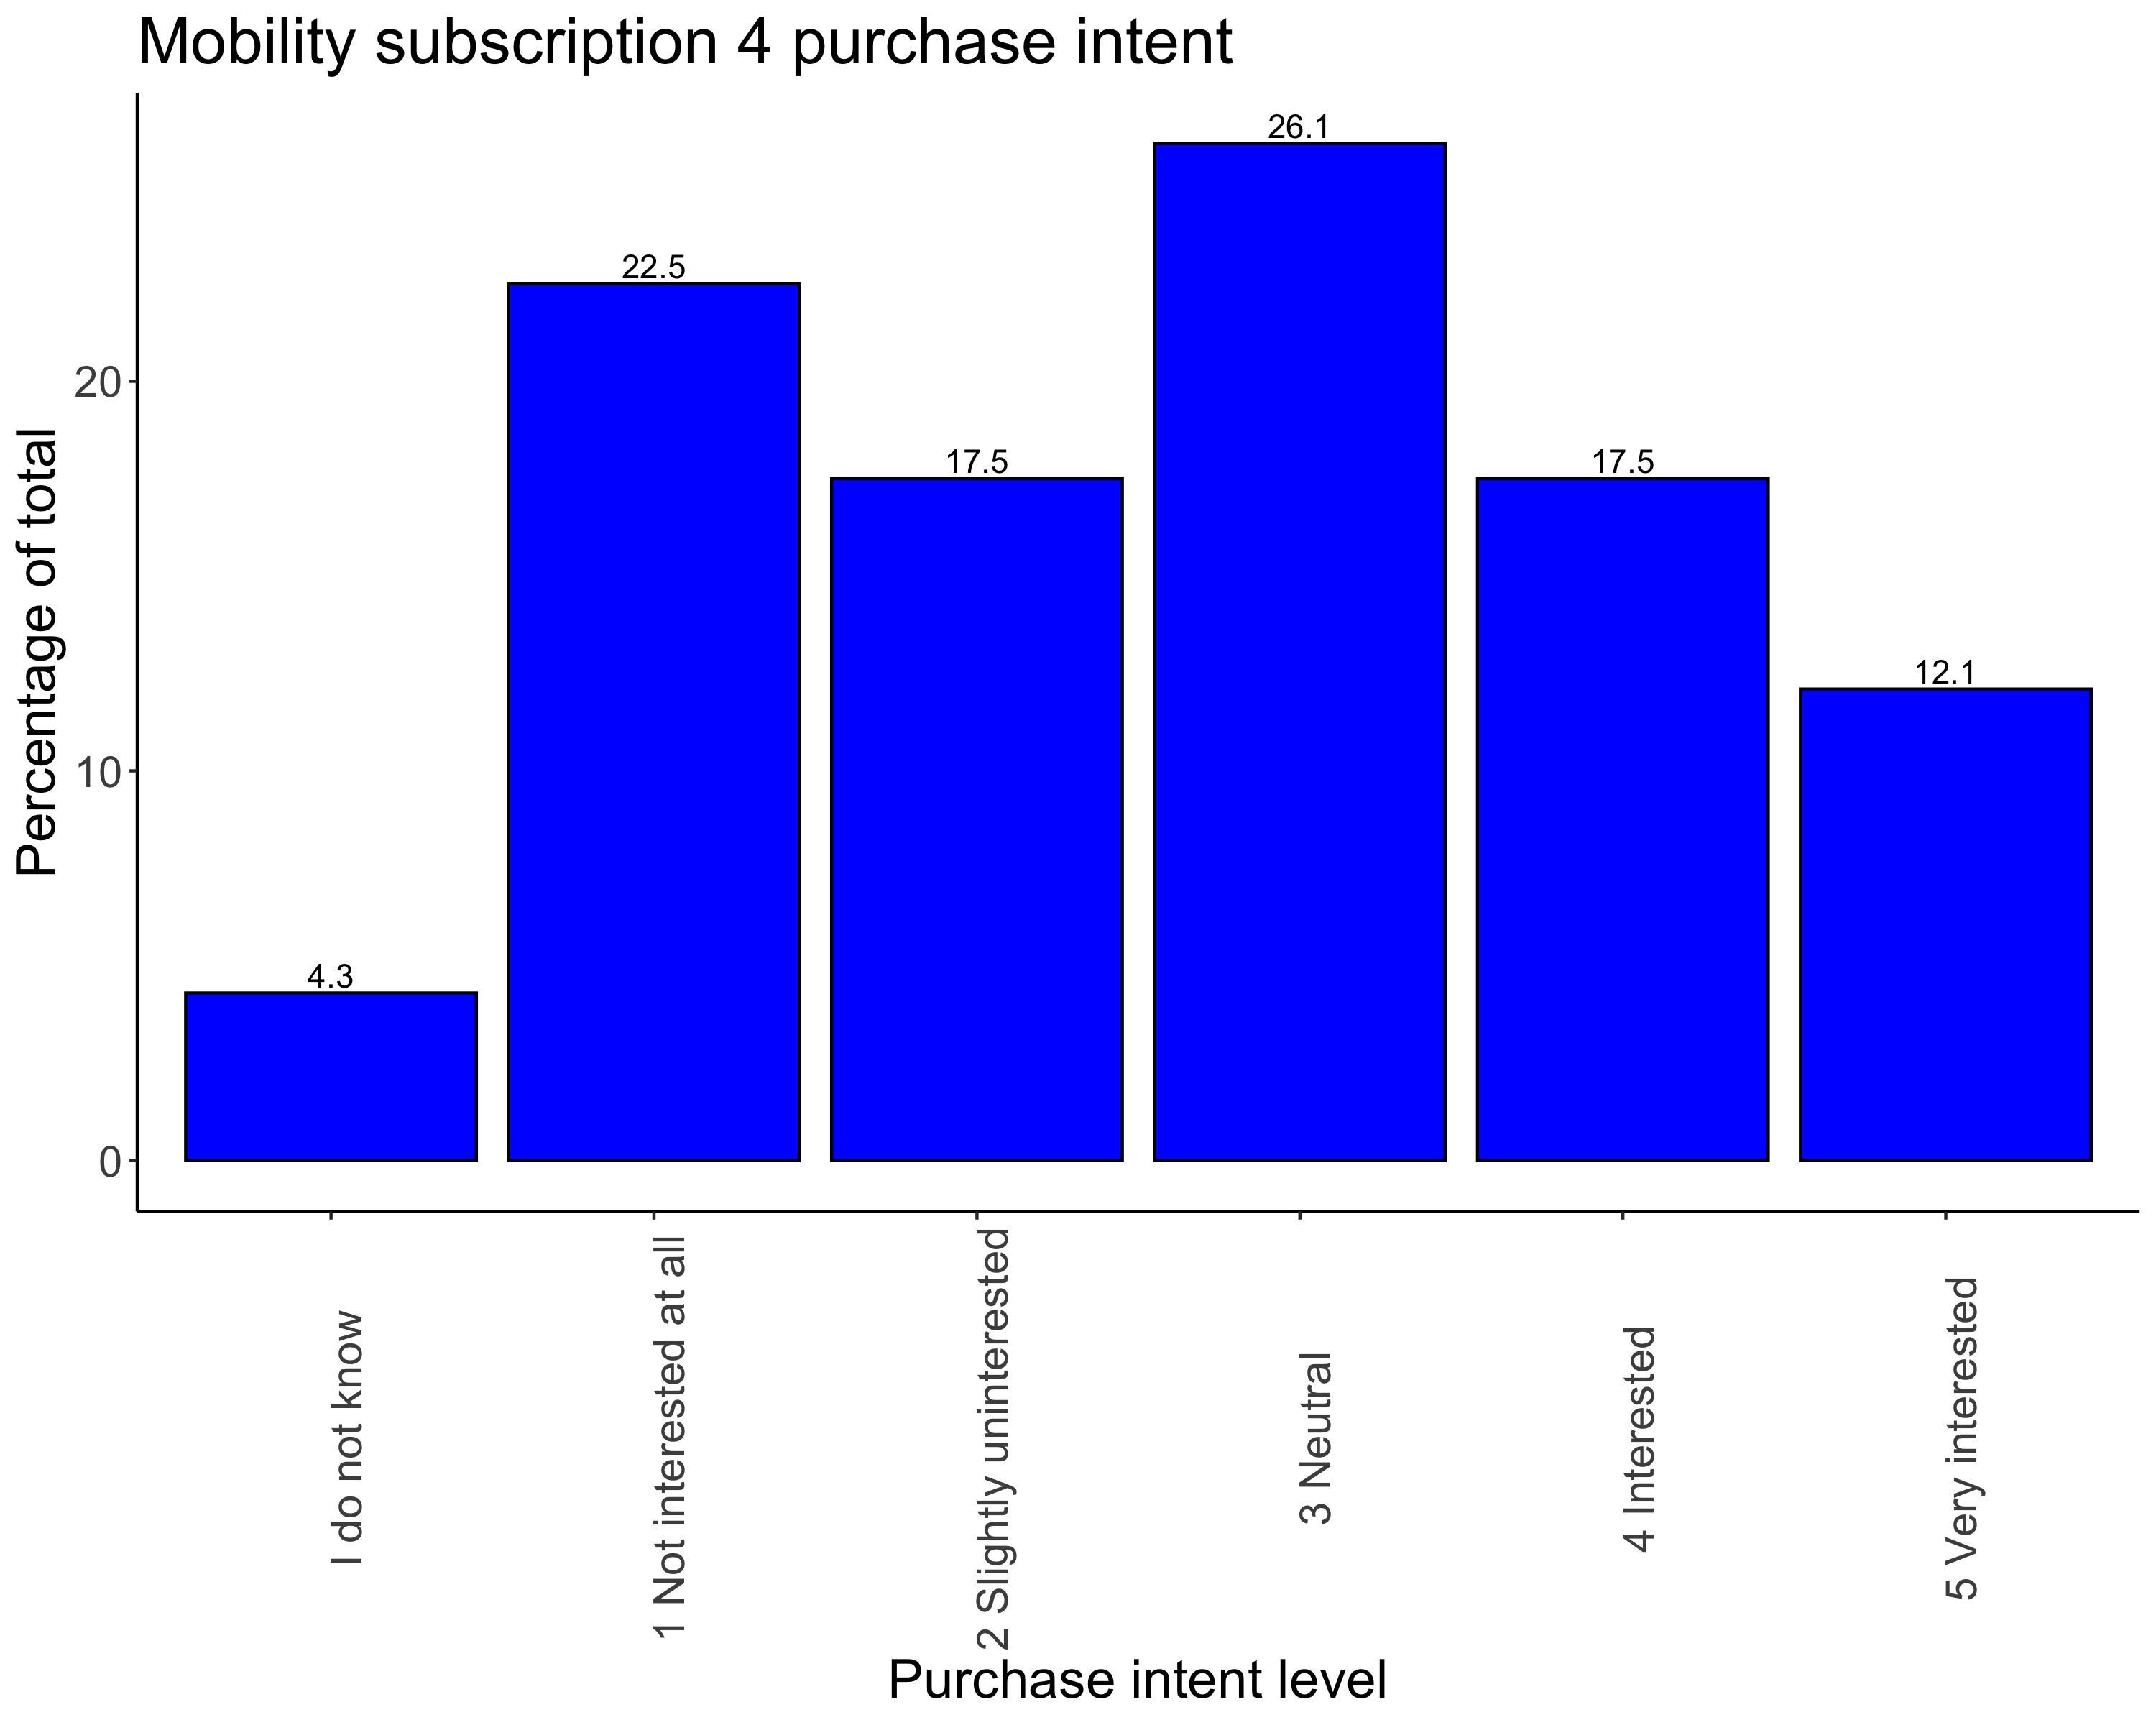 Mobility subscription 4 purchase intent
Percentage of total
20
10
0
4.3
22.5
17.5
26.1
17.5
12.1
I do not know
1 Not interested at all
2 Slightly uninterested
3 Neutral
4 Interested
5 Very interested
Purchase intent level